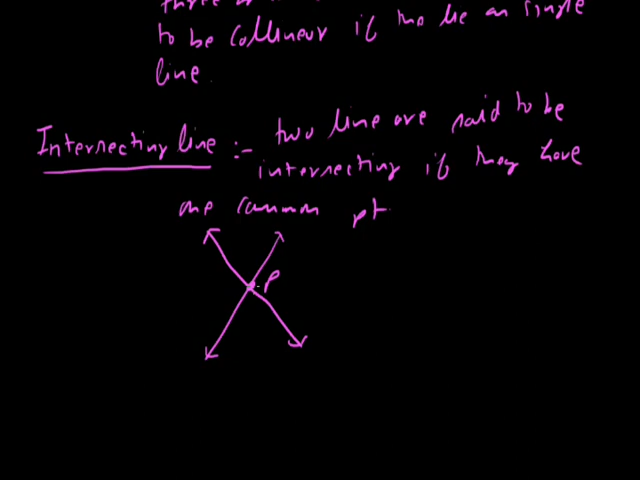 three
to be collinear if the lie on single
line.
Intersecting line :- two line are said to be
intersecting if they have
one common pt.
P